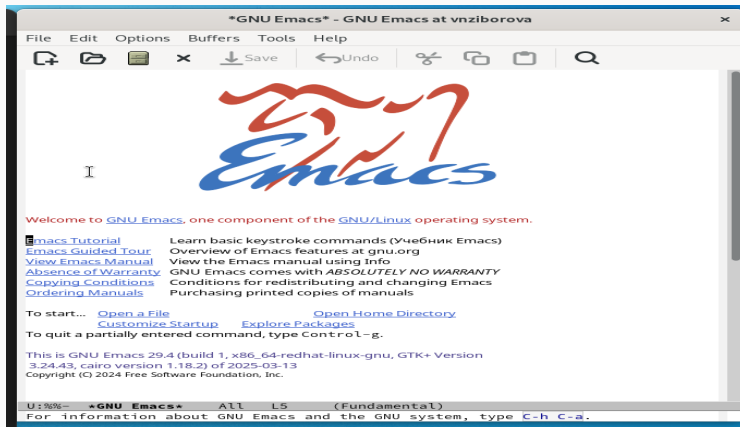 *GNU Emacs* - GNU Emacs at vnziborova
File Edit Options Buffers Tools Help
Save Undo
Emacs
Welcome to GNU Emacs, one component of the GNU/Linux operating system.
Emacs Tutorial Learn basic keystroke commands (Учебник Emacs)
Emacs Guided Tour Overview of Emacs features at gnu.org
View Emacs Manual View the Emacs manual using Info
Absence of Warranty GNU Emacs comes with ABSOLUTELY NO WARRANTY
Copying Conditions Conditions for redistributing and changing Emacs
Ordering Manuals Purchasing printed copies of manuals
To start... Open a File Open Home Directory
Customize Startup Explore Packages
To quit a partially entered command, type Control-g.
This is GNU Emacs 29.4 (build 1, x86_64-redhat-linux-gnu, GTK+ Version
3.24.43, cairo version 1.18.2) of 2025-03-13
Copyright (C) 2024 Free Software Foundation, Inc.
U:%%- *GNU Emacs* All L5 (Fundamental)
For information about GNU Emacs and the GNU system, type C-h C-a.